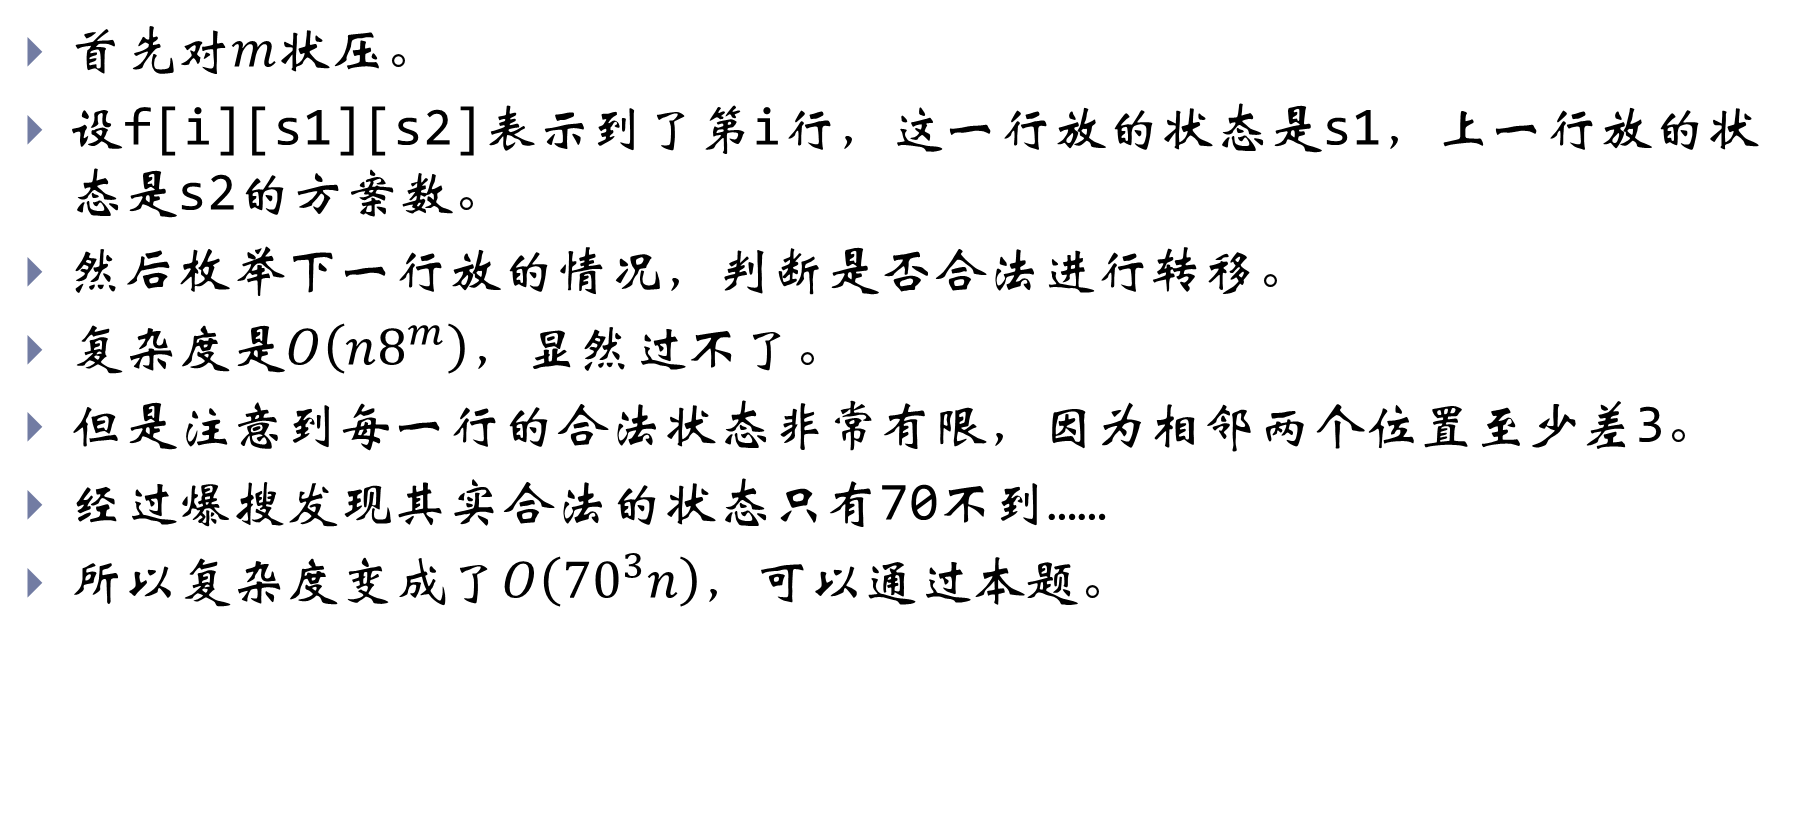 首先对m状压。
设f[i][s1][s2]表示到了第i行，这一行放的状态是s1，上一行放的状
态是s2的方案数。
然后枚举下一行放的情况，判断是否合法进行转移。
复杂度是O(n8^m)，显然过不了。
但是注意到每一行的合法状态非常有限，因为相邻两个位置至少差3。
经过爆搜发现其实合法的状态只有70不到……
所以复杂度变成了O(70³n)，可以通过本题。